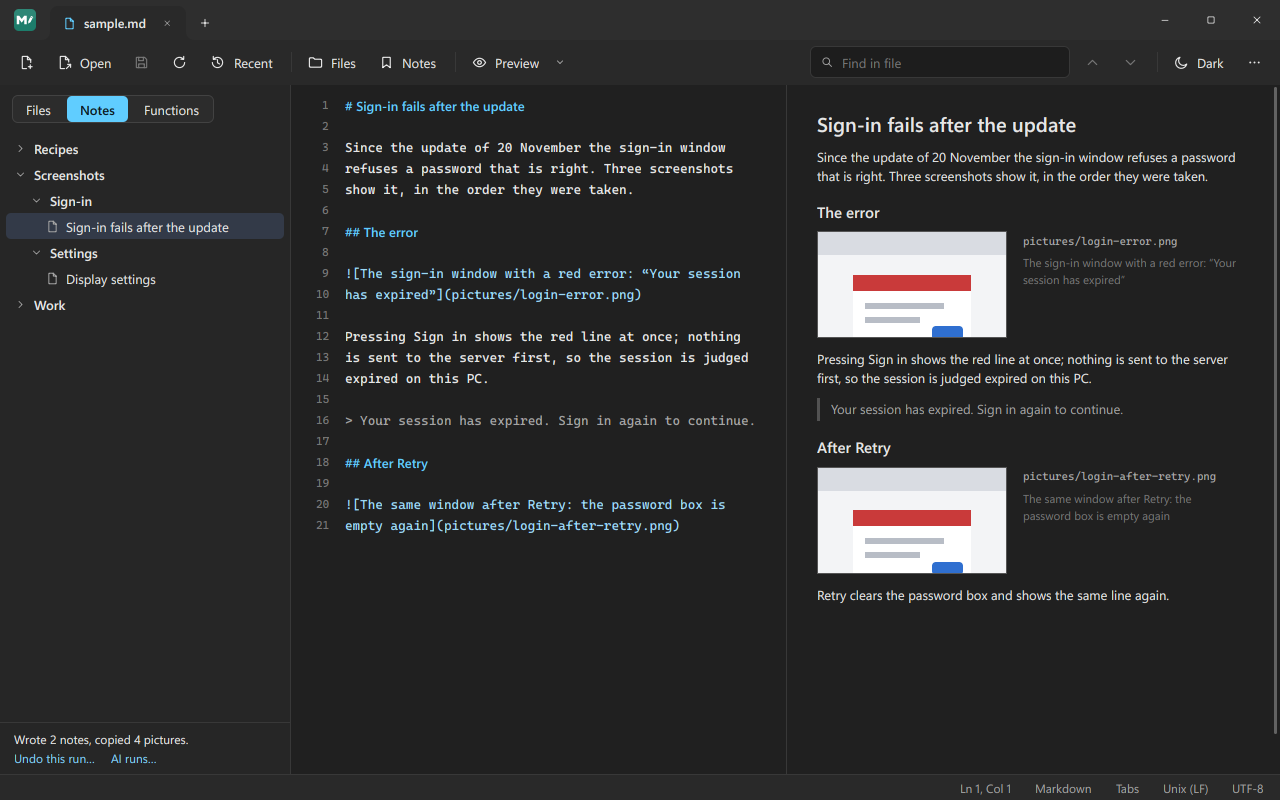 M
sample.md
Open
Recent
Files
Notes
Preview
Find in file
Dark
Files
Notes
Functions
Recipes
Screenshots
Sign-in
Sign-in fails after the update
Settings
Display settings
Work
Wrote 2 notes, copied 4 pictures.
Undo this run...
AI runs...
1 # Sign-in fails after the update
2
3 Since the update of 20 November the sign-in window
4 refuses a password that is right. Three screenshots
5 show it, in the order they were taken.
6
7 ## The error
8
9 ![The sign-in window with a red error: “Your session
10 has expired”](pictures/login-error.png)
11
12 Pressing Sign in shows the red line at once; nothing
13 is sent to the server first, so the session is judged
14 expired on this PC.
15
16 > Your session has expired. Sign in again to continue.
17
18 ## After Retry
19
20 ![The same window after Retry: the password box is
21 empty again](pictures/login-after-retry.png)
Sign-in fails after the update
Since the update of 20 November the sign-in window refuses a password
that is right. Three screenshots show it, in the order they were taken.
The error
pictures/login-error.png
The sign-in window with a red error: “Your
session has expired”
Pressing Sign in shows the red line at once; nothing is sent to the server
first, so the session is judged expired on this PC.
Your session has expired. Sign in again to continue.
After Retry
pictures/login-after-retry.png
The same window after Retry: the
password box is empty again
Retry clears the password box and shows the same line again.
Ln 1, Col 1
Markdown
Tabs
Unix (LF)
UTF-8